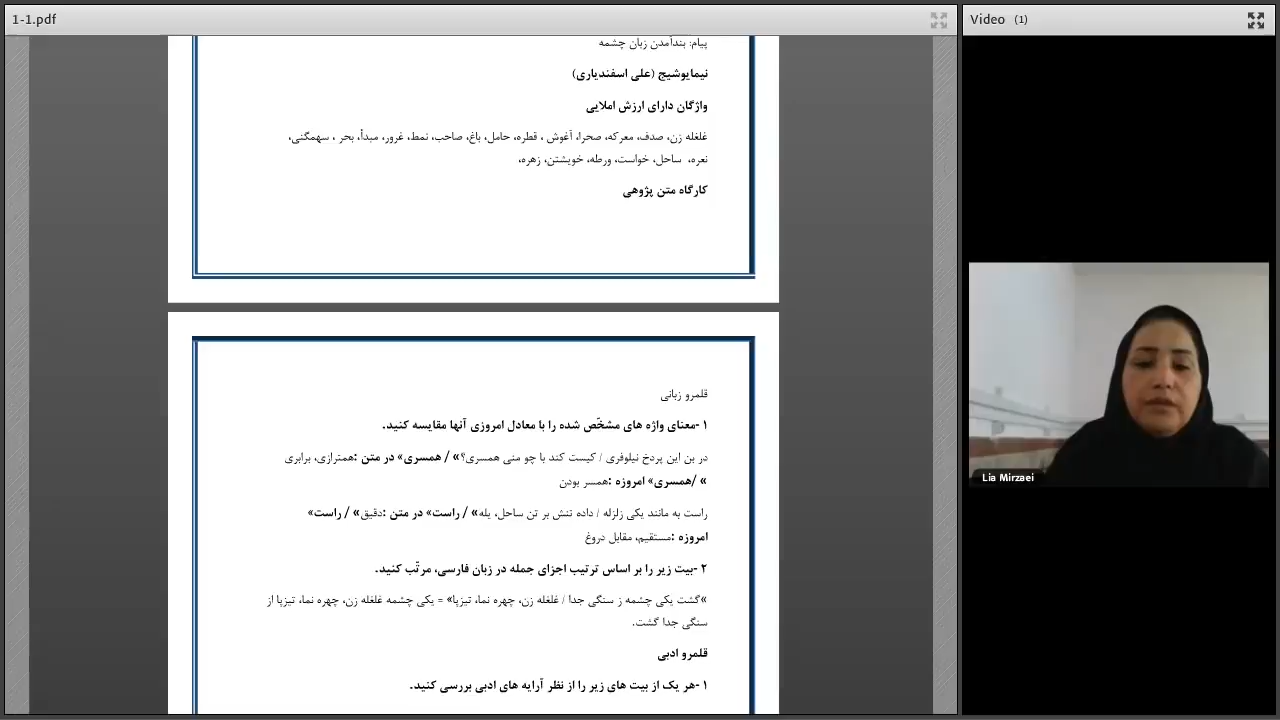 1-1.pdf
Video (1)
پیام: بندآمدن زبان چشمه
نیمایوشیج (علی اسفندیاری)
واژگان دارای ارزش املایی
غلغله زن، صدف، معرکه، صحرا، آغوش ، قطره، حامل، باغ، صاحب، نمط، غرور، مبدأ، بحر ، سهمگنی،
نعره، ساحل، خواست، ورطه، خویشتن، زهره،
کارگاه متن پژوهی
قلمرو زبانی
۱ -معنای واژه های مشخّص شده را با معادل امروزی آنها مقایسه کنید.
در بن این پردخ نیلوفری / کیست کند با چو منی همسری؟» / همسری» در متن :همترازی، برابری
» /همسری» امروزه :همسر بودن
راست به مانند یکی زلزله / داده تنش بر تن ساحل، یله» / راست» در متن :دقیق» / راست»
امروزه :مستقیم، مقابل دروغ
۲ -بیت زیر را بر اساس ترتیب اجزای جمله در زبان فارسی، مرتّب کنید.
»گشت یکی چشمه ز سنگی جدا / غلغله زن، چهره نما، تیزپا» = یکی چشمه غلغله زن، چهره نما، تیزپا از
سنگی جدا گشت.
قلمرو ادبی
۱ -هر یک از بیت های زیر را از نظر آرایه های ادبی بررسی کنید.
Lia Mirzaei